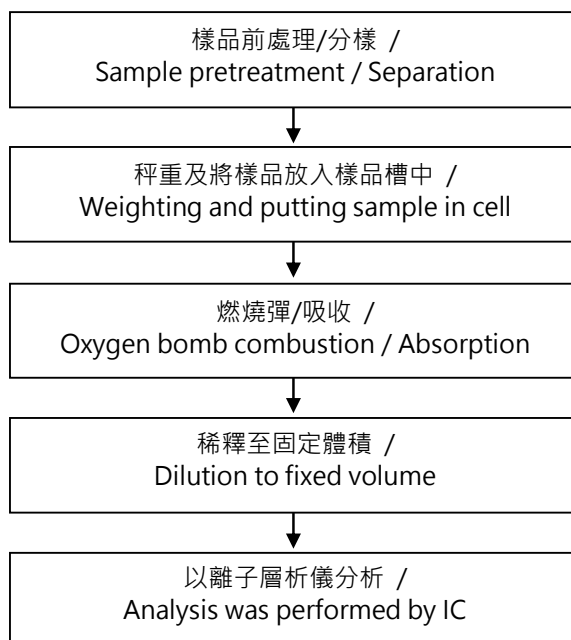 樣品前處理/分樣 /
Sample pretreatment / Separation
秤重及將樣品放入樣品槽中 /
Weighting and putting sample in cell
燃燒彈/吸收 /
Oxygen bomb combustion / Absorption
稀釋至固定體積 /
Dilution to fixed volume
以離子層析儀分析 /
Analysis was performed by IC